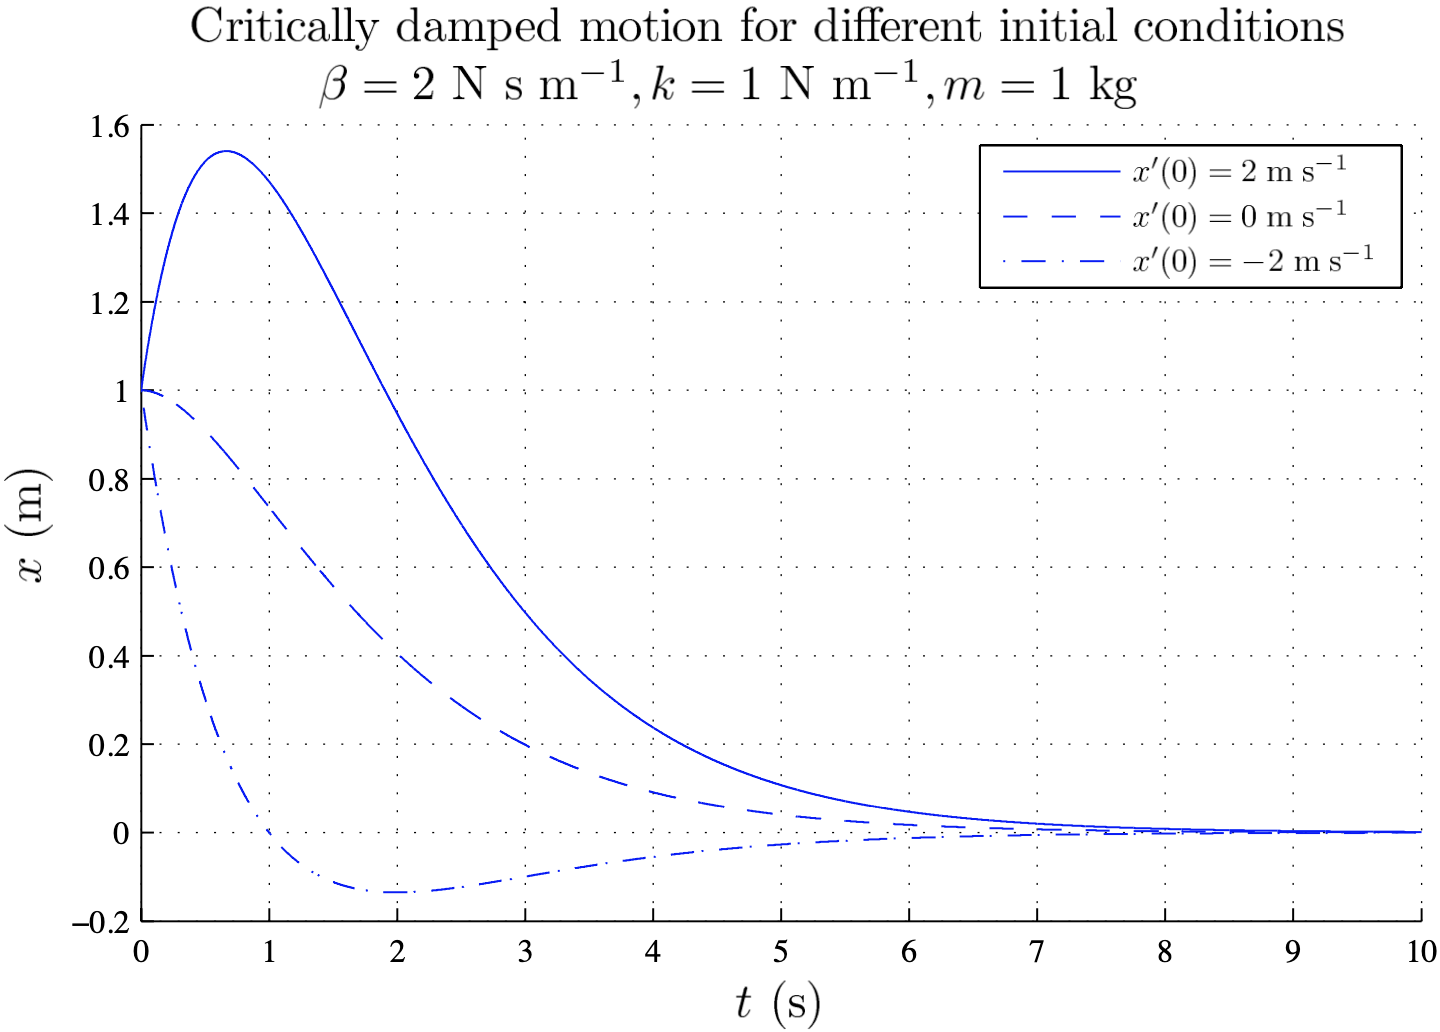 Critically damped motion for different initial conditions
β = 2 N s m⁻¹, k = 1 N m⁻¹, m = 1 kg
x′(0) = 2 m s⁻¹
x′(0) = 0 m s⁻¹
x′(0) = −2 m s⁻¹
x (m)
1.6
1.4
1.2
1
0.8
0.6
0.4
0.2
0
−0.2
0 1 2 3 4 5 6 7 8 9 10
t (s)